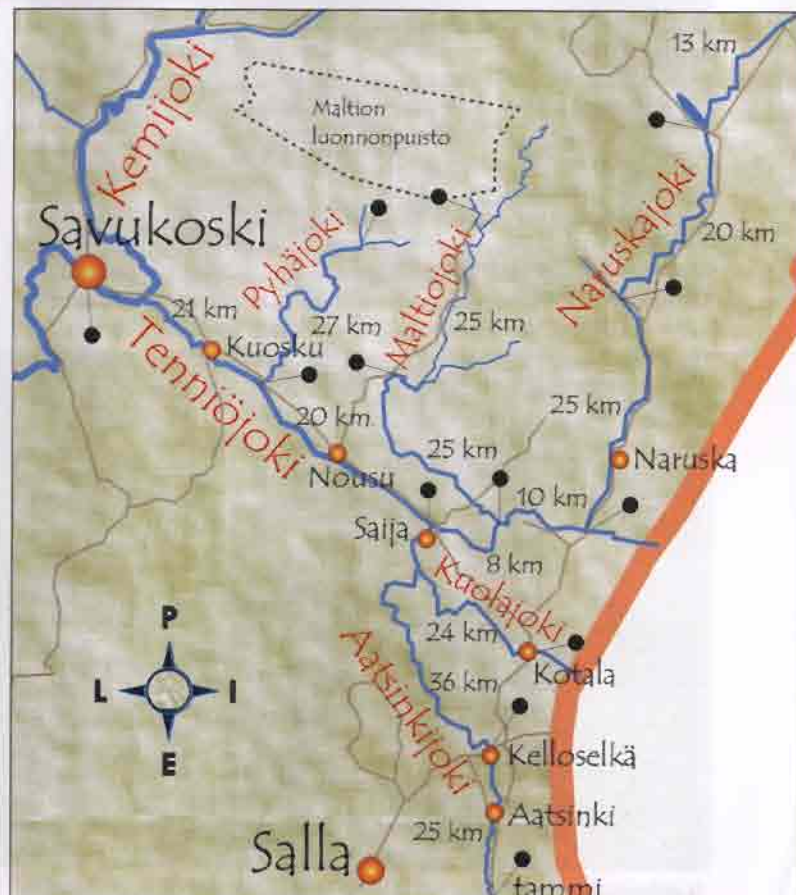 13 km
Kemijoki
Maltion
luonnonpuisto
Savukoski
Pyhäjoki
Maltiojoki
Naruskajoki
20 km
21 km
27 km
25 km
Kuosku
Tenniöjoki
20 km
25 km
Nousu
25 km
Naruska
10 km
Saija
8 km
Kuolajoki
24 km
Kotala
Aatsinkijoki
36 km
P
L
I
E
Kelloselkä
Aatsinki
25 km
Salla
tammi